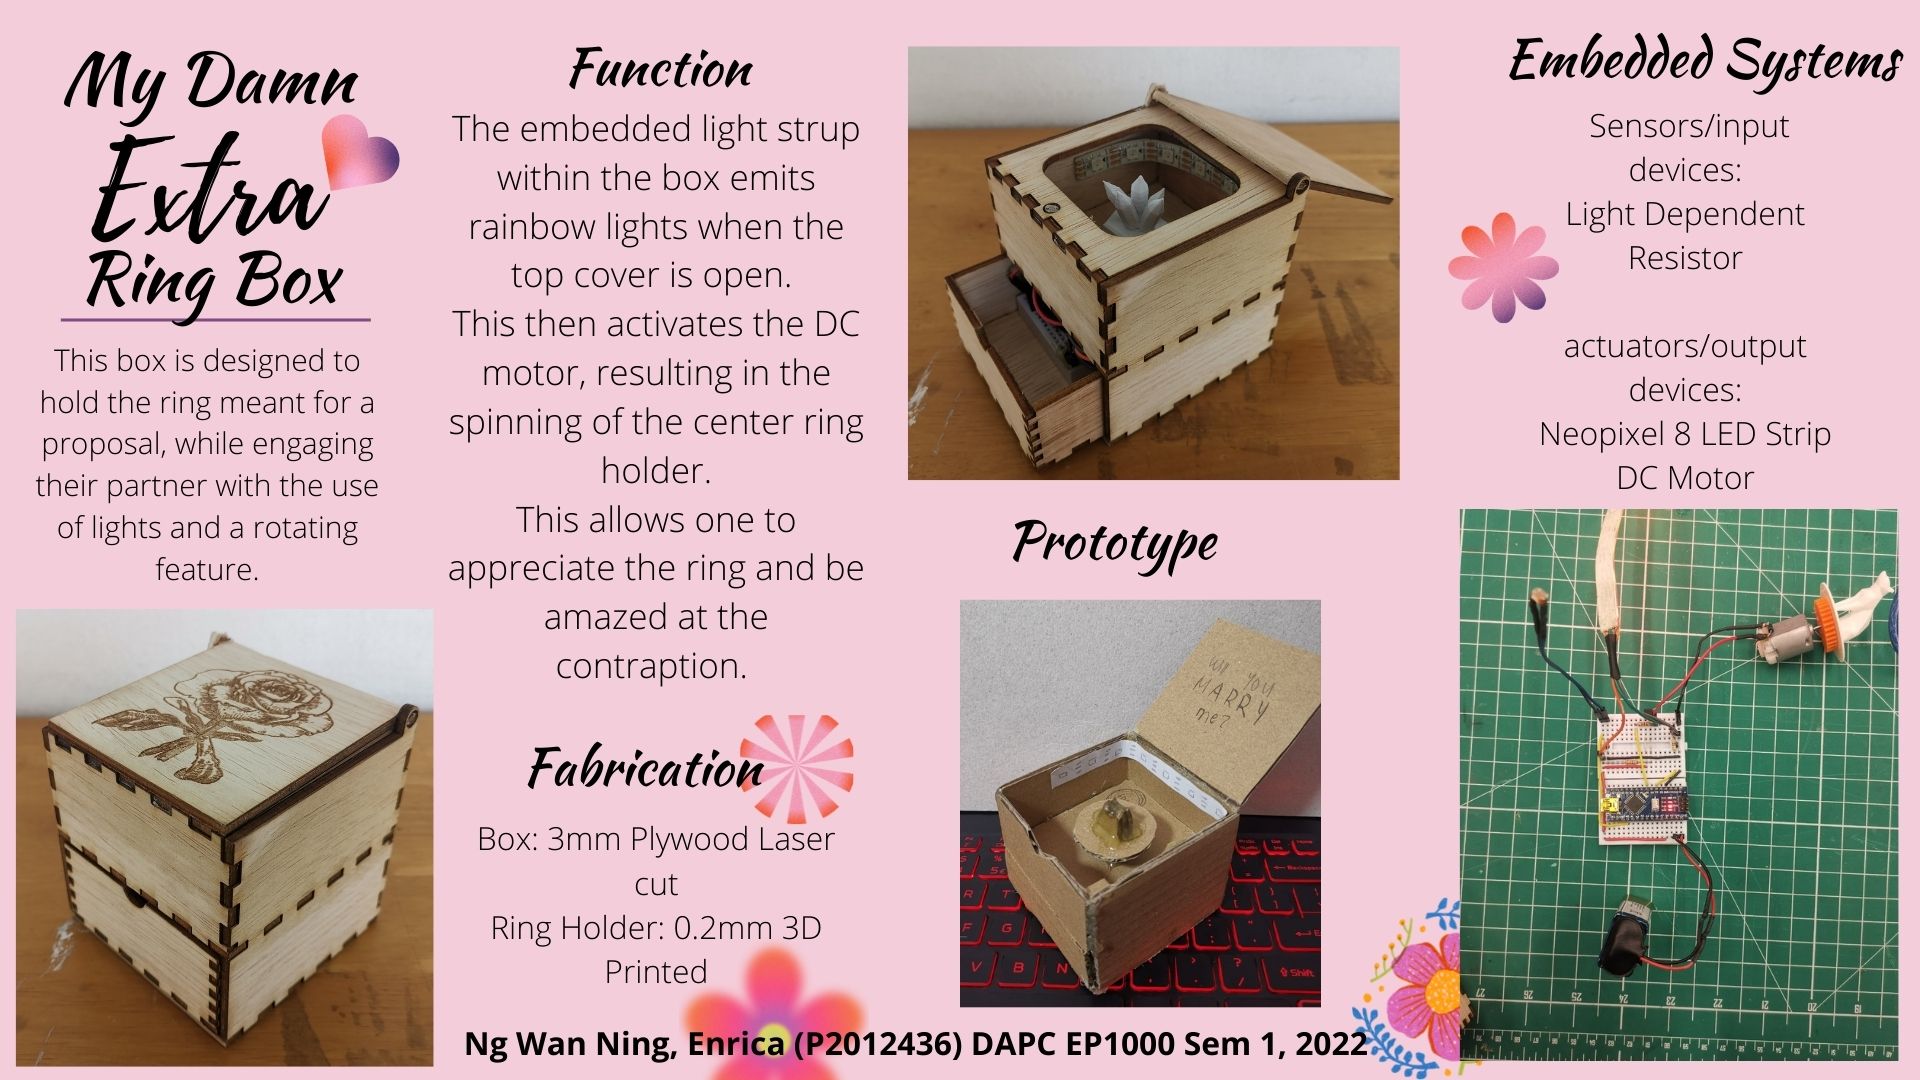 My Damn
Extra
Ring Box
This box is designed to
hold the ring meant for a
proposal, while engaging
their partner with the use
of lights and a rotating
feature.
Function
The embedded light strup
within the box emits
rainbow lights when the
top cover is open.
This then activates the DC
motor, resulting in the
spinning of the center ring
holder.
This allows one to
appreciate the ring and be
amazed at the
contraption.
Fabrication
Box: 3mm Plywood Laser
cut
Ring Holder: 0.2mm 3D
Printed
Prototype
will you
MARRY
me?
Embedded Systems
Sensors/input
devices:
Light Dependent
Resistor
actuators/output
devices:
Neopixel 8 LED Strip
DC Motor
Ng Wan Ning, Enrica (P2012436) DAPC EP1000 Sem 1, 2022